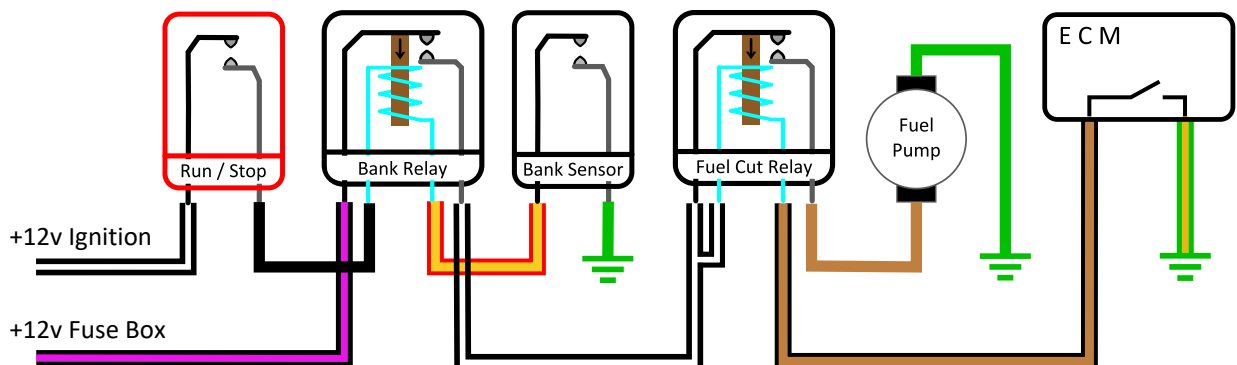 E C M
Fuel
Pump
Run / Stop
Bank Relay
Bank Sensor
Fuel Cut Relay
+12v Ignition
+12v Fuse Box